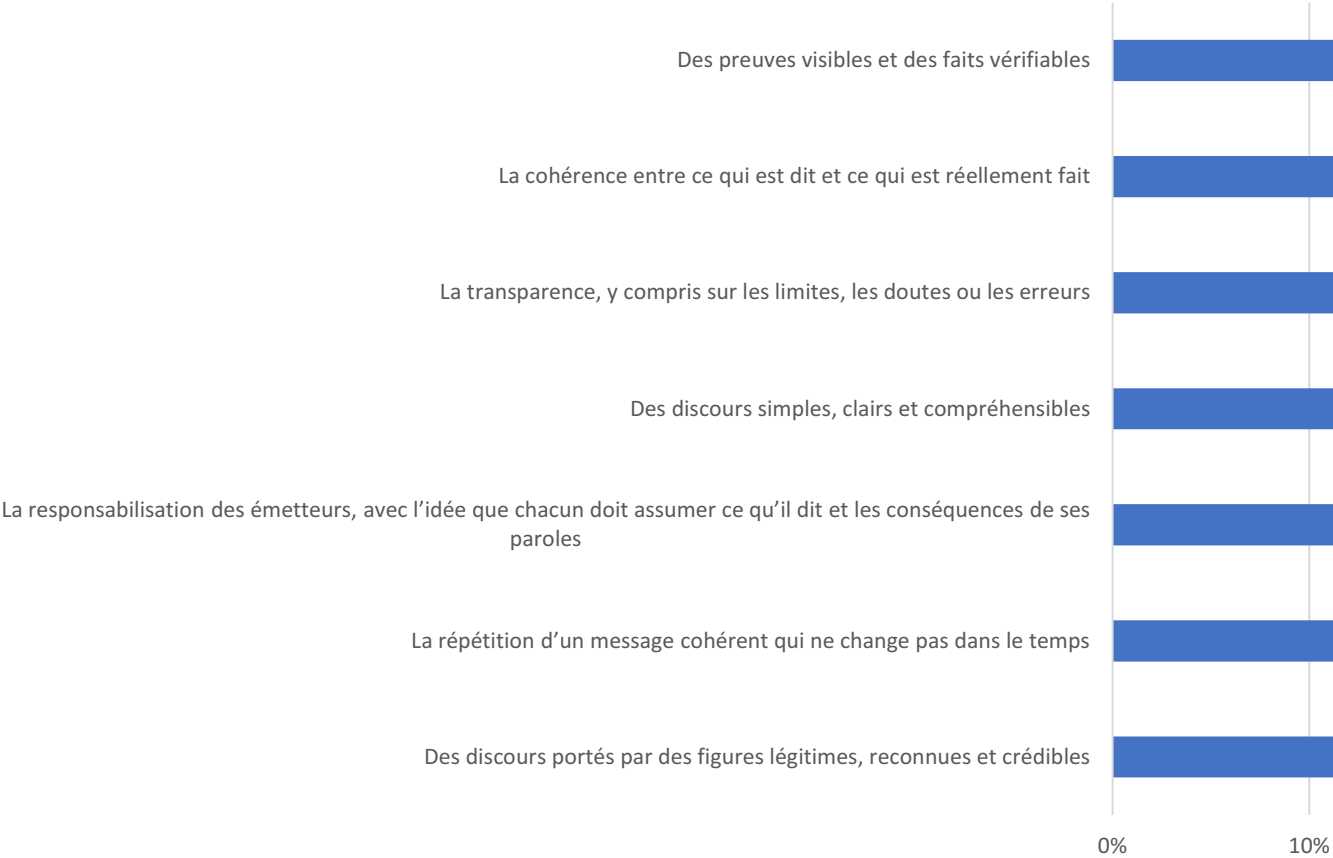 Des preuves visibles et des faits vérifiables
La cohérence entre ce qui est dit et ce qui est réellement fait
La transparence, y compris sur les limites, les doutes ou les erreurs
Des discours simples, clairs et compréhensibles
La responsabilisation des émetteurs, avec l’idée que chacun doit assumer ce qu’il dit et les conséquences de ses
paroles
La répétition d’un message cohérent qui ne change pas dans le temps
Des discours portés par des figures légitimes, reconnues et crédibles
0% 10%